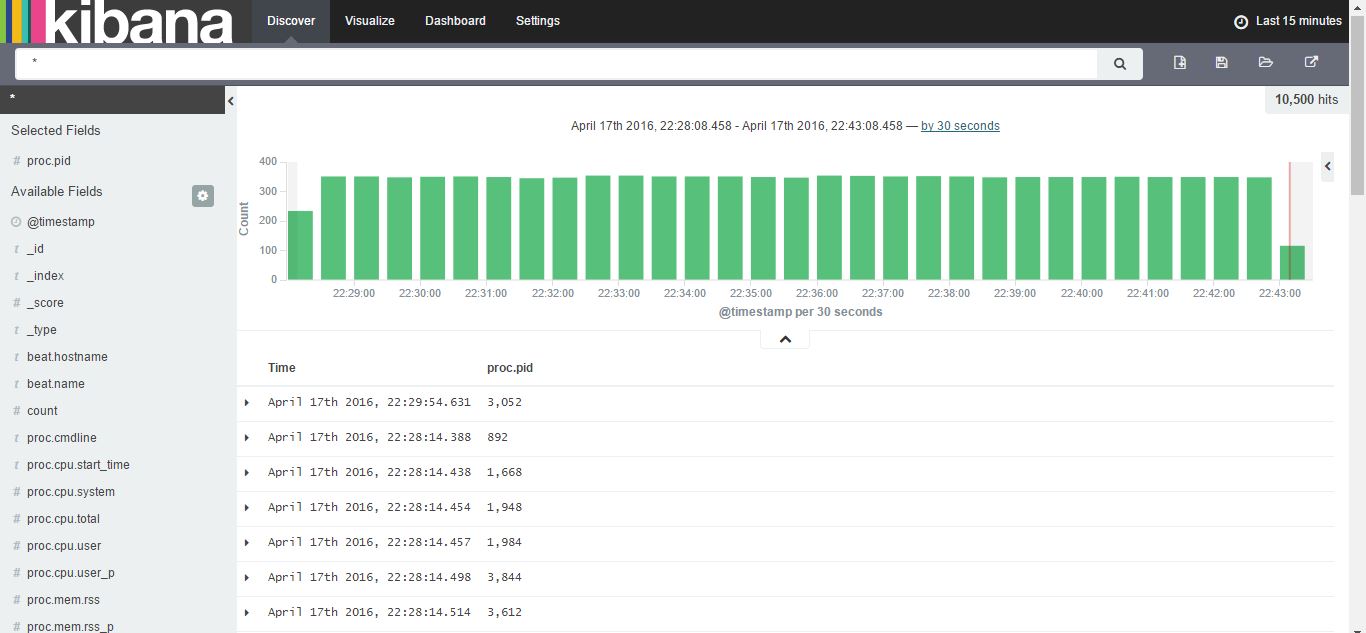 kibana
Discover Visualize Dashboard Settings Last 15 minutes
*
*
10,500 hits
Selected Fields
# proc.pid
Available Fields
@timestamp
t _id
t _index
# _score
t _type
t beat.hostname
t beat.name
# count
t proc.cmdline
t proc.cpu.start_time
# proc.cpu.system
# proc.cpu.total
# proc.cpu.user
# proc.cpu.user_p
# proc.mem.rss
# proc.mem.rss_p
April 17th 2016, 22:28:08.458 - April 17th 2016, 22:43:08.458 — by 30 seconds
Count
400
300
200
100
0
22:29:00 22:30:00 22:31:00 22:32:00 22:33:00 22:34:00 22:35:00 22:36:00 22:37:00 22:38:00 22:39:00 22:40:00 22:41:00 22:42:00 22:43:00
@timestamp per 30 seconds
Time proc.pid
April 17th 2016, 22:29:54.631 3,052
April 17th 2016, 22:28:14.388 892
April 17th 2016, 22:28:14.438 1,668
April 17th 2016, 22:28:14.454 1,948
April 17th 2016, 22:28:14.457 1,984
April 17th 2016, 22:28:14.498 3,844
April 17th 2016, 22:28:14.514 3,612